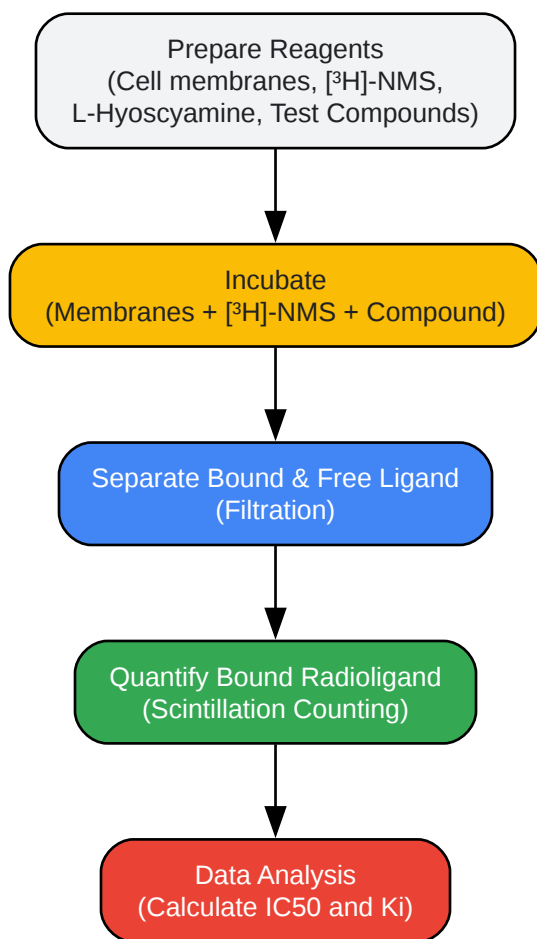 Prepare Reagents
(Cell membranes, [³H]-NMS,
L-Hyoscyamine, Test Compounds)
Incubate
(Membranes + [³H]-NMS + Compound)
Separate Bound & Free Ligand
(Filtration)
Quantify Bound Radioligand
(Scintillation Counting)
Data Analysis
(Calculate IC50 and Ki)